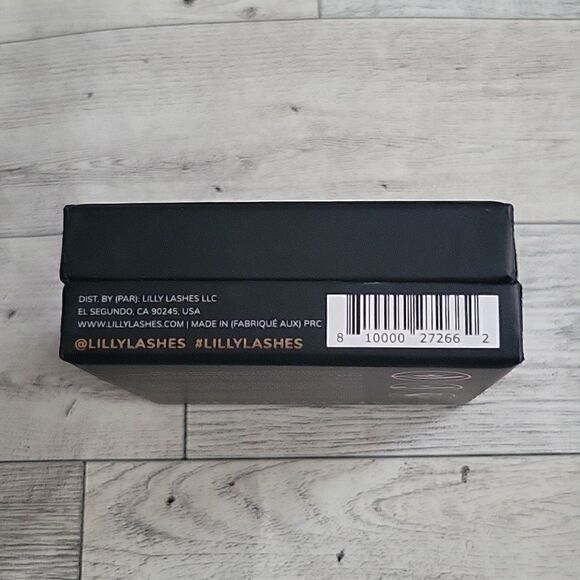 DIST. BY (PAR): LILLY LASHES LLC
EL SEGUNDO, CA 90245, USA
WWW.LILLYLASHES.COM | MADE IN (FABRIQUÉ AUX) PRC
@LILLYLASHES #LILLYLASHES
8 10000 27266 2